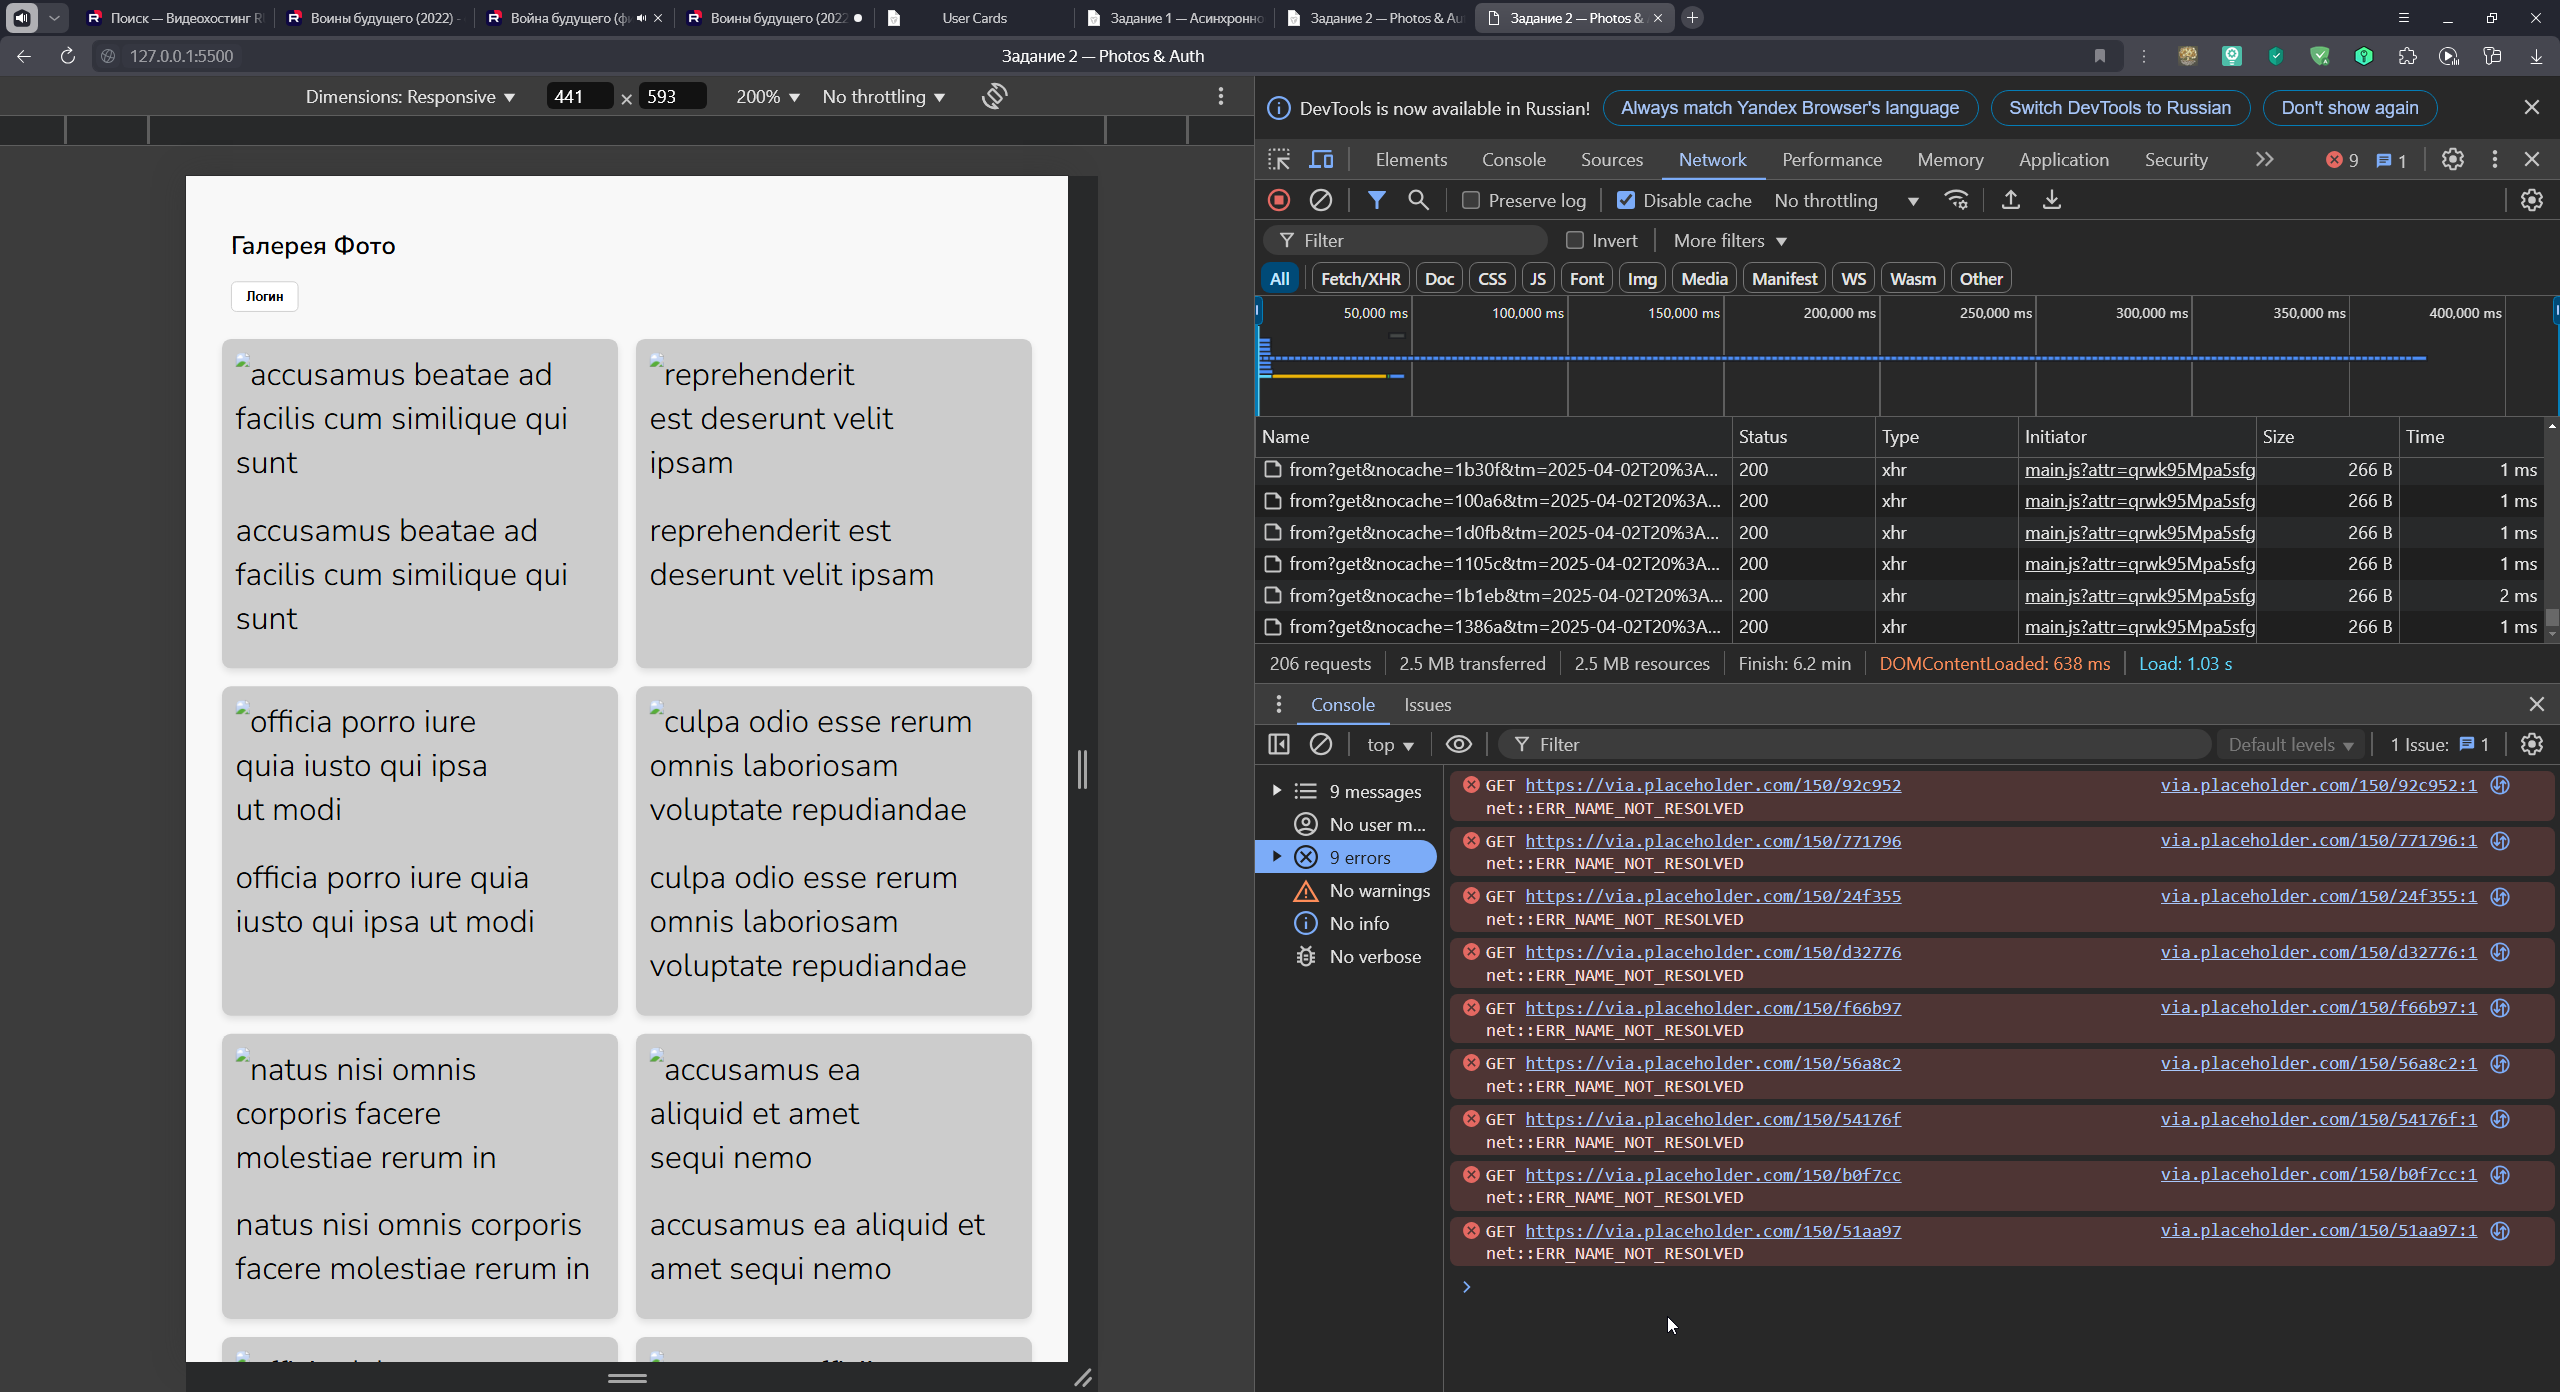 Поиск — Видеохостинг R
Воины будущего (2022) -
Война будущего (ф
Воины будущего (2022
User Cards
Задание 1 — Асинхронно
Задание 2 — Photos & Au
Задание 2 — Photos &
127.0.0.1:5500
Задание 2 — Photos & Auth
Dimensions: Responsive
441 × 593
200%
No throttling
Галерея Фото
Логин
accusamus beatae ad
facilis cum similique qui
sunt
accusamus beatae ad
facilis cum similique qui
sunt
reprehenderit
est deserunt velit
ipsam
reprehenderit est
deserunt velit ipsam
officia porro iure
quia iusto qui ipsa
ut modi
officia porro iure quia
iusto qui ipsa ut modi
culpa odio esse rerum
omnis laboriosam
voluptate repudiandae
culpa odio esse rerum
omnis laboriosam
voluptate repudiandae
natus nisi omnis
corporis facere
molestiae rerum in
natus nisi omnis corporis
facere molestiae rerum in
accusamus ea
aliquid et amet
sequi nemo
accusamus ea aliquid et
amet sequi nemo
DevTools is now available in Russian!
Always match Yandex Browser's language
Switch DevTools to Russian
Don't show again
Elements Console Sources Network Performance Memory Application Security 9 1
Preserve log Disable cache No throttling
Filter Invert More filters
All Fetch/XHR Doc CSS JS Font Img Media Manifest WS Wasm Other
50,000 ms 100,000 ms 150,000 ms 200,000 ms 250,000 ms 300,000 ms 350,000 ms 400,000 ms
Name Status Type Initiator Size Time
from?get&nocache=1b30f&tm=2025-04-02T20%3A... 200 xhr main.js?attr=qrwk95Mpa5sfg 266 B 1 ms
from?get&nocache=100a6&tm=2025-04-02T20%3A... 200 xhr main.js?attr=qrwk95Mpa5sfg 266 B 1 ms
from?get&nocache=1d0fb&tm=2025-04-02T20%3A... 200 xhr main.js?attr=qrwk95Mpa5sfg 266 B 1 ms
from?get&nocache=1105c&tm=2025-04-02T20%3A... 200 xhr main.js?attr=qrwk95Mpa5sfg 266 B 1 ms
from?get&nocache=1b1eb&tm=2025-04-02T20%3A... 200 xhr main.js?attr=qrwk95Mpa5sfg 266 B 2 ms
from?get&nocache=1386a&tm=2025-04-02T20%3A... 200 xhr main.js?attr=qrwk95Mpa5sfg 266 B 1 ms
206 requests 2.5 MB transferred 2.5 MB resources Finish: 6.2 min DOMContentLoaded: 638 ms Load: 1.03 s
Console Issues
top Filter Default levels 1 Issue: 1
9 messages
No user m...
9 errors
No warnings
No info
No verbose
GET https://via.placeholder.com/150/92c952 via.placeholder.com/150/92c952:1
net::ERR_NAME_NOT_RESOLVED
GET https://via.placeholder.com/150/771796 via.placeholder.com/150/771796:1
net::ERR_NAME_NOT_RESOLVED
GET https://via.placeholder.com/150/24f355 via.placeholder.com/150/24f355:1
net::ERR_NAME_NOT_RESOLVED
GET https://via.placeholder.com/150/d32776 via.placeholder.com/150/d32776:1
net::ERR_NAME_NOT_RESOLVED
GET https://via.placeholder.com/150/f66b97 via.placeholder.com/150/f66b97:1
net::ERR_NAME_NOT_RESOLVED
GET https://via.placeholder.com/150/56a8c2 via.placeholder.com/150/56a8c2:1
net::ERR_NAME_NOT_RESOLVED
GET https://via.placeholder.com/150/54176f via.placeholder.com/150/54176f:1
net::ERR_NAME_NOT_RESOLVED
GET https://via.placeholder.com/150/b0f7cc via.placeholder.com/150/b0f7cc:1
net::ERR_NAME_NOT_RESOLVED
GET https://via.placeholder.com/150/51aa97 via.placeholder.com/150/51aa97:1
net::ERR_NAME_NOT_RESOLVED